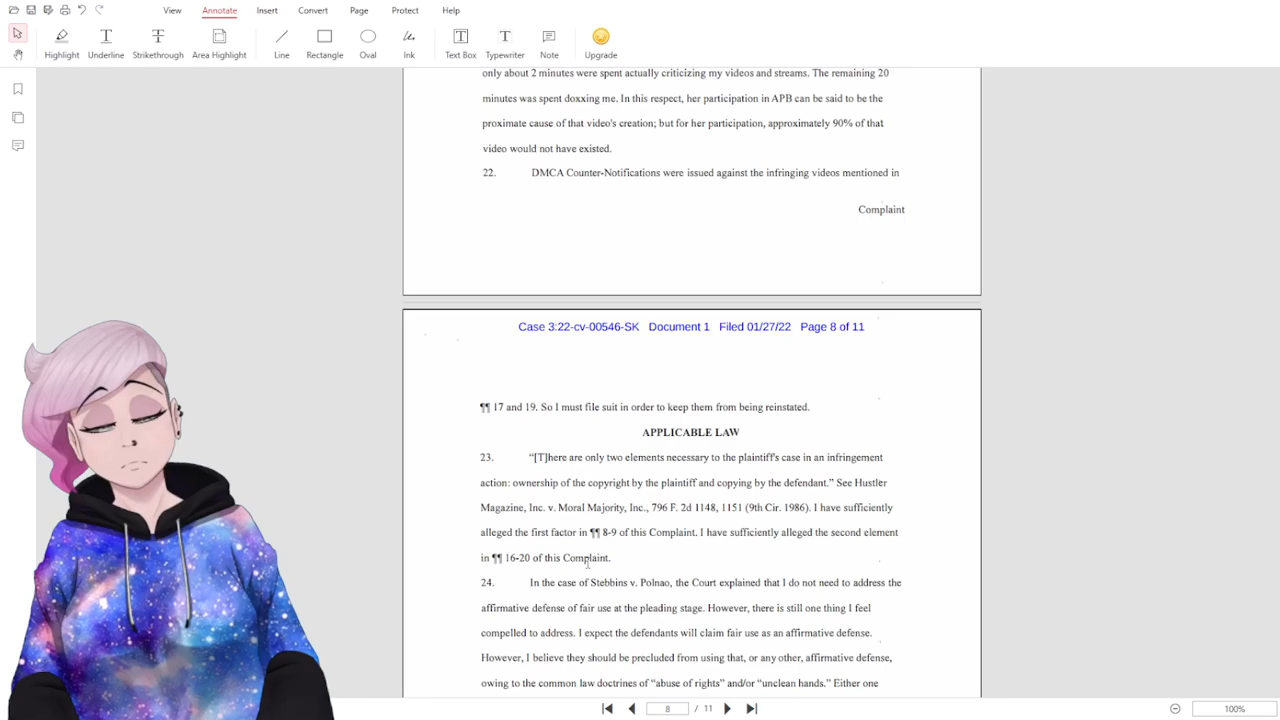 View Annotate Insert Convert Page Protect Help
Highlight Underline Strikethrough Area Highlight Line Rectangle Oval Ink Text Box Typewriter Note Upgrade
only about 2 minutes were spent actually criticizing my videos and streams. The remaining 20
minutes was spent doxxing me. In this respect, her participation in APB can be said to be the
proximate cause of that video's creation; but for her participation, approximately 90% of that
video would not have existed.
22. DMCA Counter-Notifications were issued against the infringing videos mentioned in
Complaint
Case 3:22-cv-00546-SK Document 1 Filed 01/27/22 Page 8 of 11
¶¶ 17 and 19. So I must file suit in order to keep them from being reinstated.
APPLICABLE LAW
23. “[T]here are only two elements necessary to the plaintiff's case in an infringement
action: ownership of the copyright by the plaintiff and copying by the defendant.” See Hustler
Magazine, Inc. v. Moral Majority, Inc., 796 F. 2d 1148, 1151 (9th Cir. 1986). I have sufficiently
alleged the first factor in ¶¶ 8-9 of this Complaint. I have sufficiently alleged the second element
in ¶¶ 16-20 of this Complaint.
24. In the case of Stebbins v. Polnao, the Court explained that I do not need to address the
affirmative defense of fair use at the pleading stage. However, there is still one thing I feel
compelled to address. I expect the defendants will claim fair use as an affirmative defense.
However, I believe they should be precluded from using that, or any other, affirmative defense,
owing to the common law doctrines of “abuse of rights” and/or “unclean hands.” Either one
8 / 11
100%